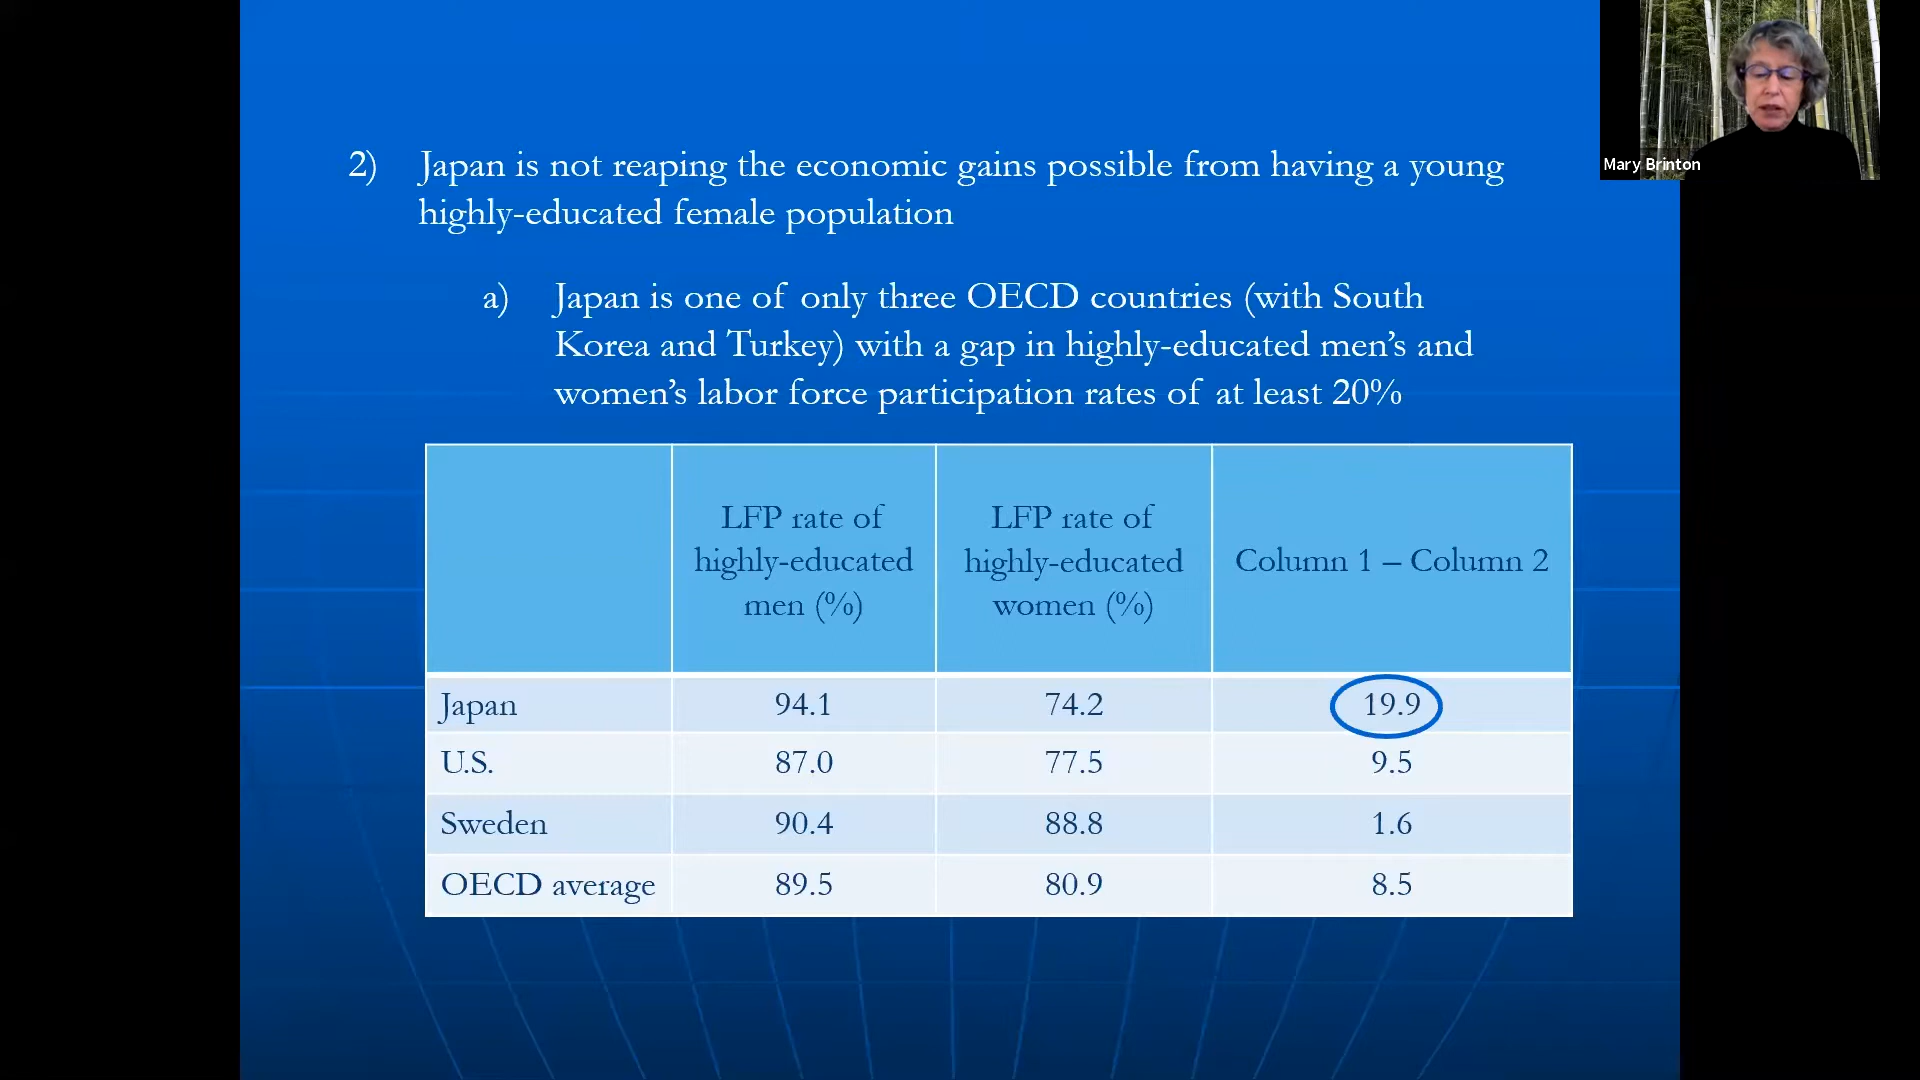 2) Japan is not reaping the economic gains possible from having a young
highly-educated female population
a) Japan is one of only three OECD countries (with South
Korea and Turkey) with a gap in highly-educated men's and
women's labor force participation rates of at least 20%
LFP rate of
highly-educated
men (%)
LFP rate of
highly-educated
women (%)
Column 1 – Column 2
Japan 94.1 74.2 19.9
U.S. 87.0 77.5 9.5
Sweden 90.4 88.8 1.6
OECD average 89.5 80.9 8.5
Mary Brinton